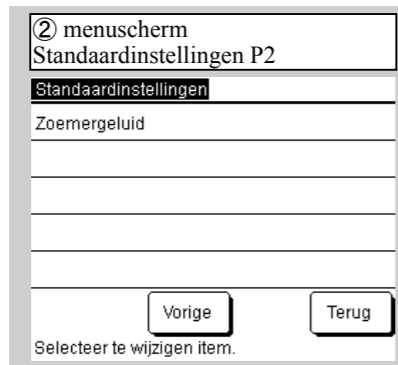 ② menuscherm
Standaardinstellingen P2
Standaardinstellingen
Zoemergeluid
Vorige Terug
Selecteer te wijzigen item.